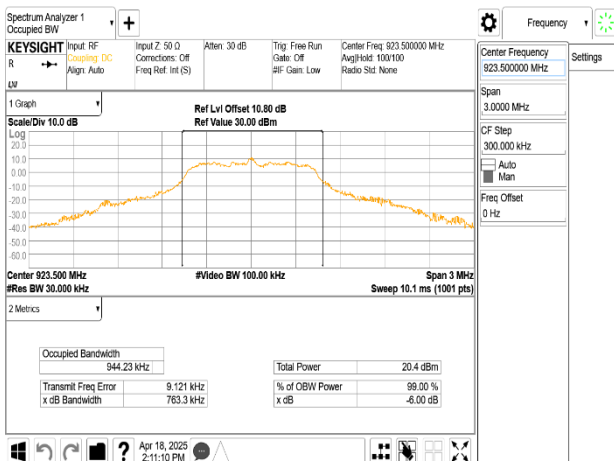 Spectrum Analyzer 1
Occupied BW
Frequency
KEYSIGHT
Input: RF
Coupling: DC
Align: Auto
Input Z: 50 Ω
Corrections: Off
Freq Ref: Int (S)
Atten: 30 dB
Trig: Free Run
Gate: Off
#IF Gain: Low
Center Freq: 923.500000 MHz
Avg|Hold: 100/100
Radio Std: None
R
LXI
Center Frequency
923.500000 MHz
Settings
Span
3.0000 MHz
CF Step
300.000 kHz
Auto
Man
Freq Offset
0 Hz
1 Graph
Scale/Div 10.0 dB
Ref Lvl Offset 10.80 dB
Ref Value 30.00 dBm
Log
20.0
10.0
0.00
-10.0
-20.0
-30.0
-40.0
-50.0
-60.0
Center 923.500 MHz
#Video BW 100.00 kHz
Span 3 MHz
#Res BW 30.000 kHz
Sweep 10.1 ms (1001 pts)
2 Metrics
Occupied Bandwidth
944.23 kHz
Total Power 20.4 dBm
Transmit Freq Error 9.121 kHz
% of OBW Power 99.00 %
x dB Bandwidth 763.3 kHz
x dB -6.00 dB
?
Apr 18, 2025
2:11:10 PM